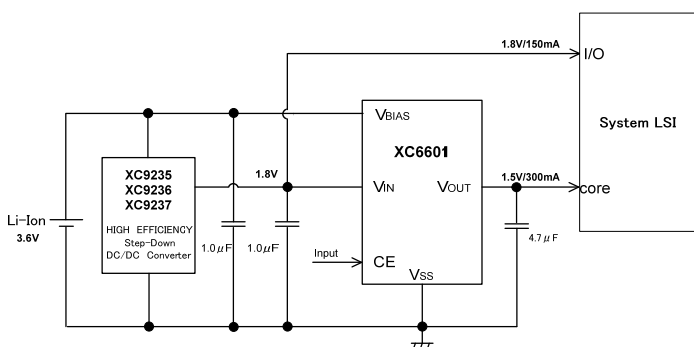 1.8V/150mA
I/O
System LSI
VBIAS
XC6601
XC9235
XC9236
XC9237
1.8V
VIN
VOUT
1.5V/300mA
core
Li-Ion
3.6V
HIGH EFFICIENCY
Step-Down
DC/DC Converter
1.0μF
1.0μF
4.7μF
Input
CE
VSS